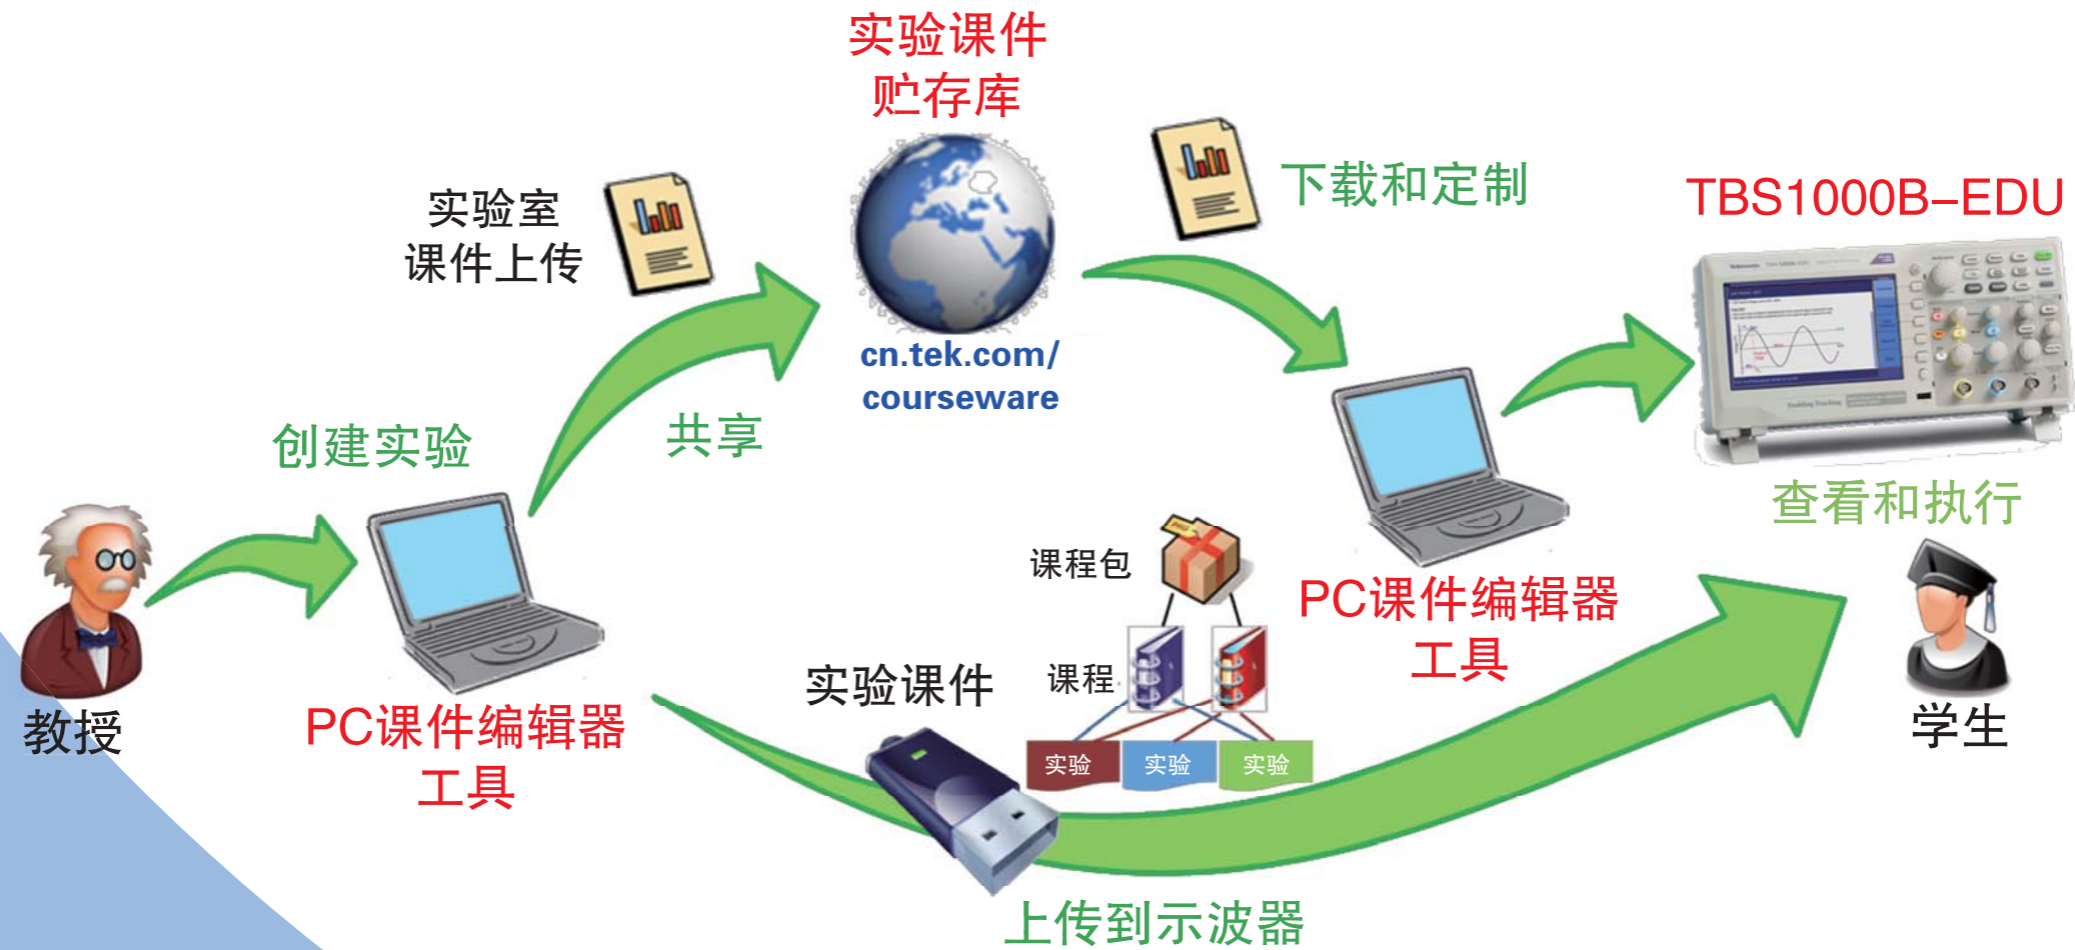 实验课件
贮存库
实验室
课件上传
下载和定制
TBS1000B-EDU
cn.tek.com/
courseware
创建实验
共享
查看和执行
课程包
PC课件编辑器
工具
课程
实验课件
教授
PC课件编辑器
工具
学生
实验
实验
实验
上传到示波器